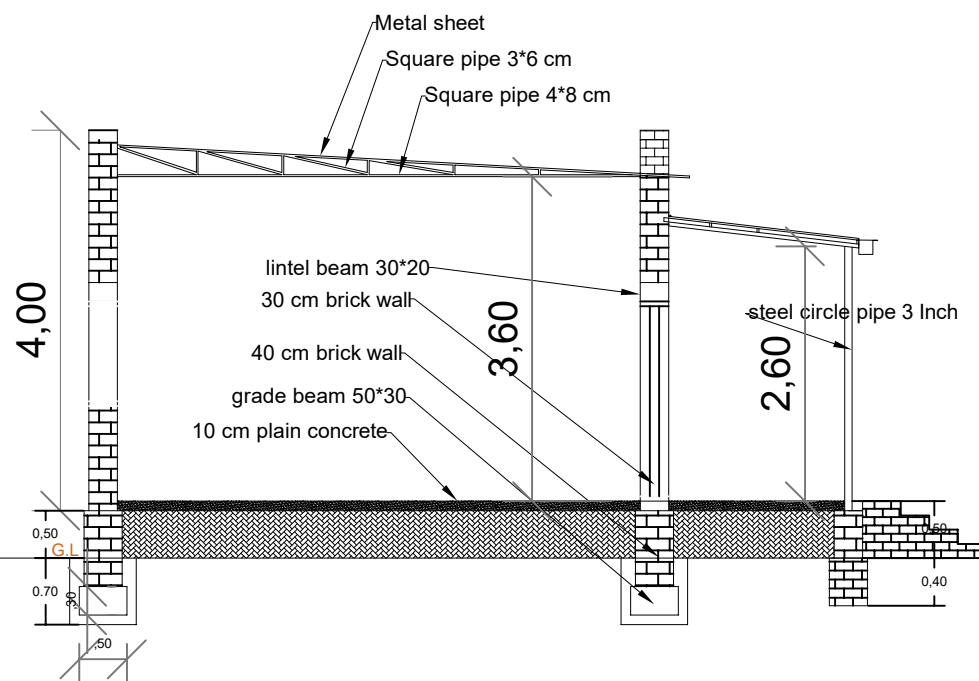 Metal sheet
Square pipe 3*6 cm
Square pipe 4*8 cm
lintel beam 30*20
30 cm brick wall
40 cm brick wall
grade beam 50*30
10 cm plain concrete
steel circle pipe 3 Inch
4,00
3,60
2,60
0,50
G.L
0.70
,30
,50
0,50
0,40